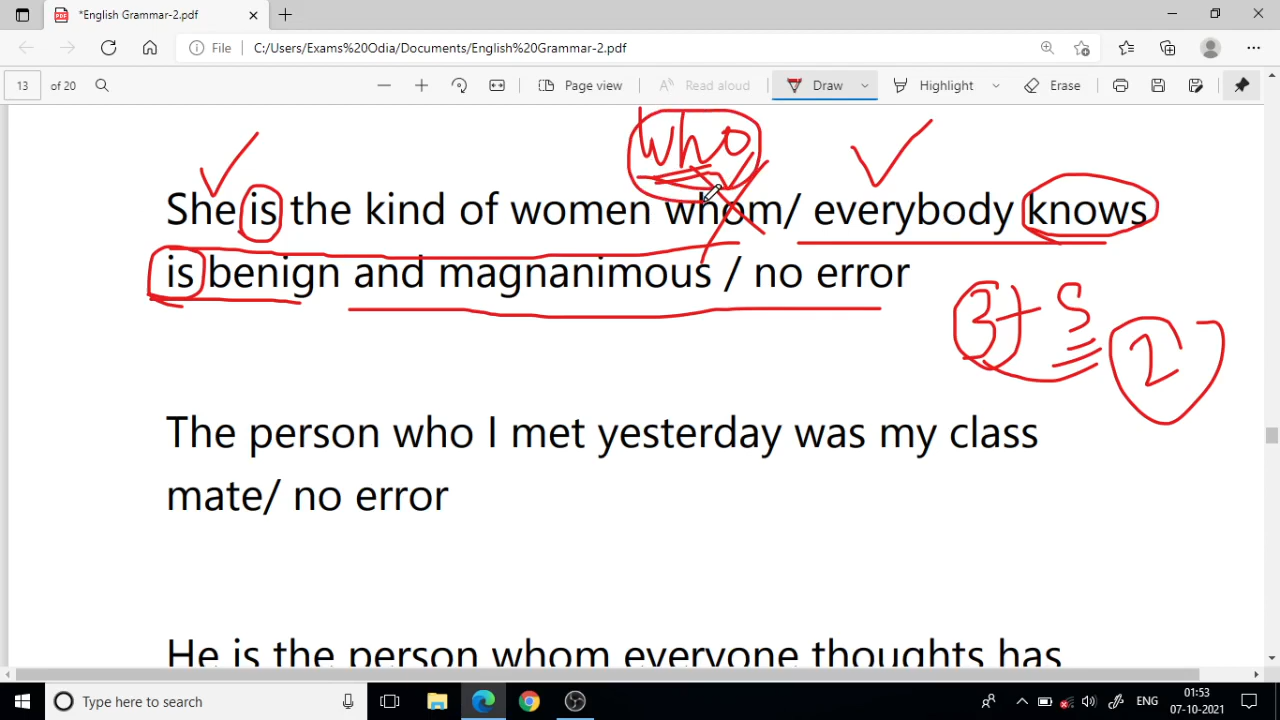 *English Grammar-2.pdf
File C:/Users/Exams%20Odia/Documents/English%20Grammar-2.pdf
13 of 20 Page view Read aloud Draw Highlight Erase
who
She is the kind of women whom/ everybody knows
is benign and magnanimous / no error
3 + S
2
The person who I met yesterday was my class
mate/ no error
He is the person whom everyone thoughts has
Type here to search
ENG
01:53
07-10-2021